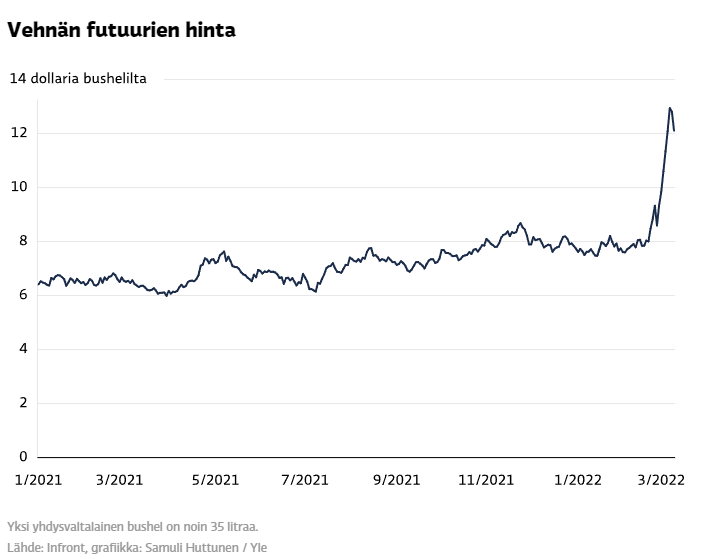 Vehnän futuurien hinta
14 dollaria bushelilta
12
10
8
6
4
2
0
1/2021 3/2021 5/2021 7/2021 9/2021 11/2021 1/2022 3/2022
Yksi yhdysvaltalainen bushel on noin 35 litraa.
Lähde: Infront, grafiikka: Samuli Huttunen / Yle